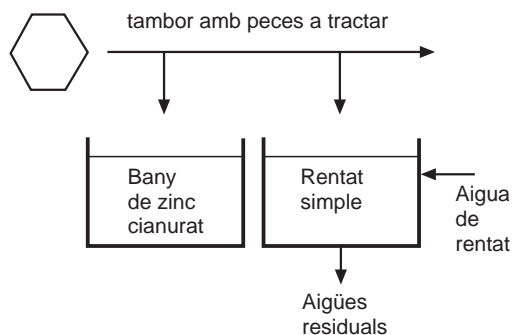 tambor amb peces a tractar
Bany
de zinc
cianurat
Rentat
simple
Aigua
de
rentat
Aigües
residuals